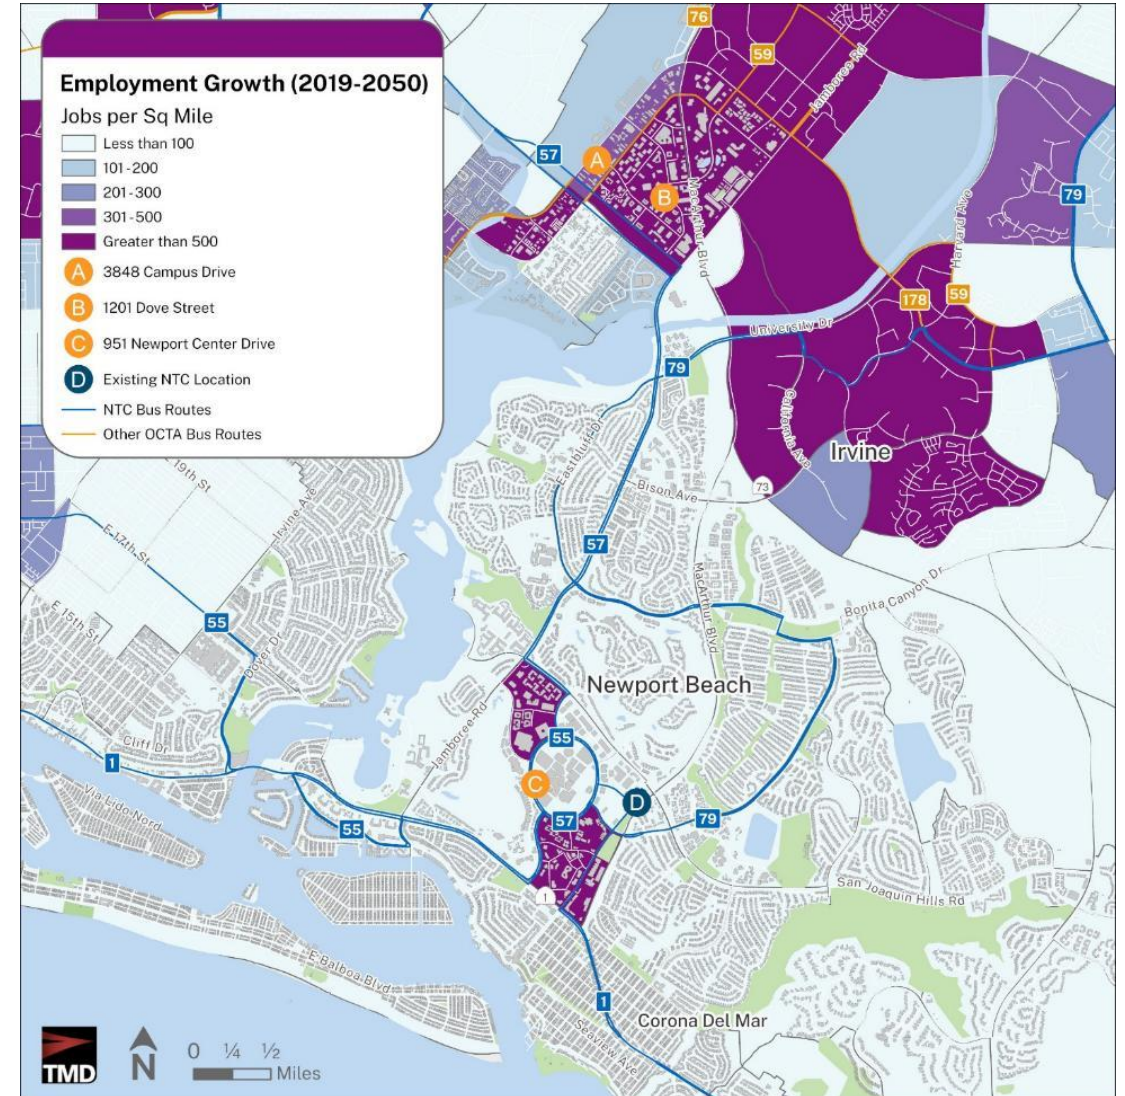 Employment Growth (2019-2050)
Jobs per Sq Mile
Less than 100
101-200
201-300
301-500
Greater than 500
A 3848 Campus Drive
B 1201 Dove Street
C 951 Newport Center Drive
D Existing NTC Location
NTC Bus Routes
Other OCTA Bus Routes
76
59
Jamboree Rd
57
A
B
MacArthur Blvd
79
Harvard Ave
178
59
University Dr
79
California Ave
Irvine
Eastbluff Dr
Bison Ave
73
E 19th St
Irvine Ave
E 17th St
57
MacArthur Blvd
Bonita Canyon Dr
E 15th St
55
Dover Dr
Newport Beach
Jamboree Rd
55
Cliff Dr
1
C
D
57
79
Via Lido Nord
55
San Joaquin Hills Rd
1
E Balboa Blvd
1
Corona Del Mar
Seaview Ave
TMD
N
0 ¼ ½
Miles